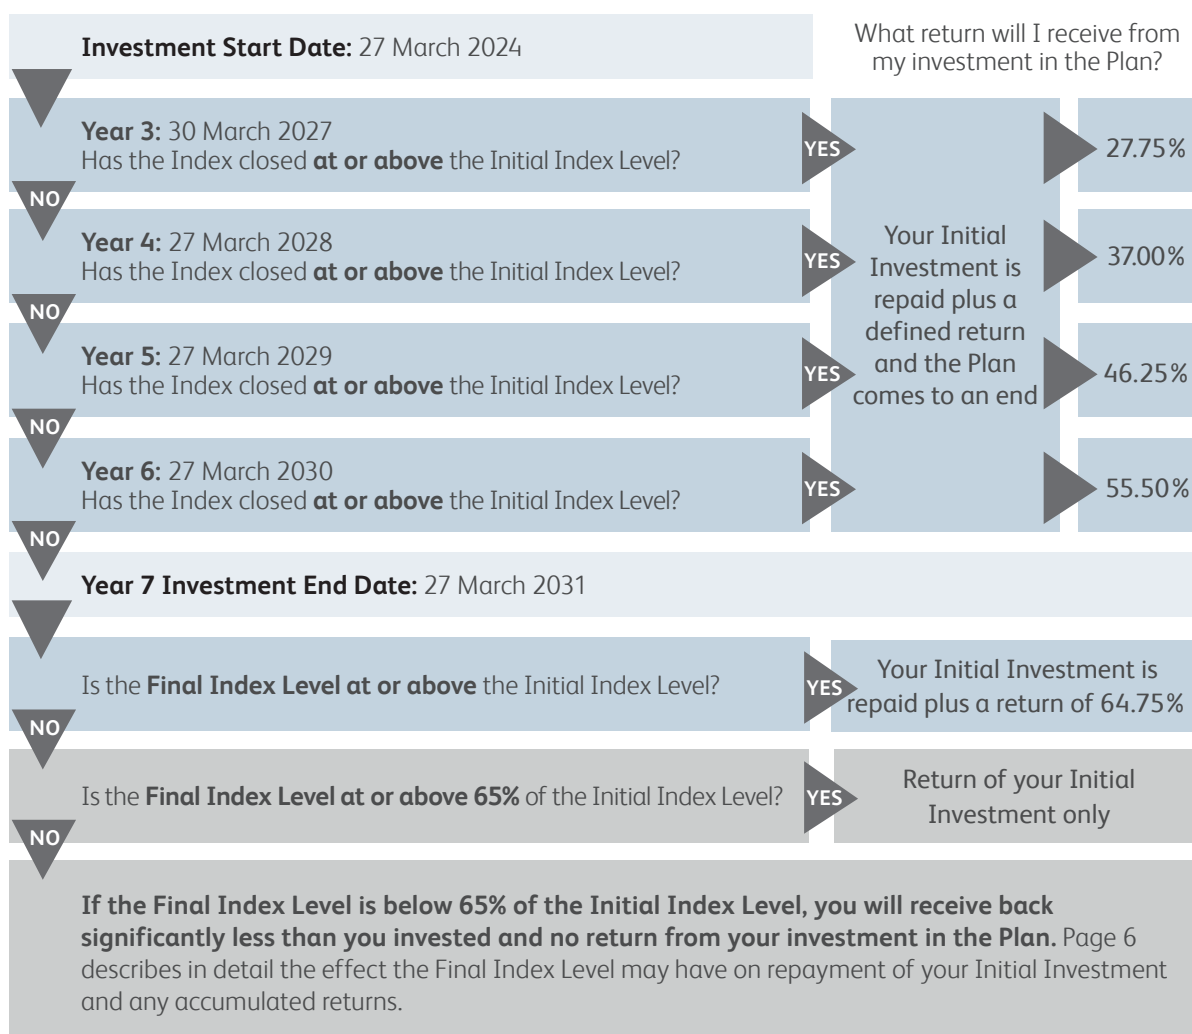 Investment Start Date: 27 March 2024
What return will I receive from
my investment in the Plan?
Year 3: 30 March 2027
Has the Index closed at or above the Initial Index Level?
YES
27.75%
NO
Year 4: 27 March 2028
Has the Index closed at or above the Initial Index Level?
YES
37.00%
NO
Year 5: 27 March 2029
Has the Index closed at or above the Initial Index Level?
YES
46.25%
NO
Year 6: 27 March 2030
Has the Index closed at or above the Initial Index Level?
YES
55.50%
Your Initial
Investment is
repaid plus a
defined return
and the Plan
comes to an end
NO
Year 7 Investment End Date: 27 March 2031
Is the Final Index Level at or above the Initial Index Level?
YES
Your Initial Investment is
repaid plus a return of 64.75%
NO
Is the Final Index Level at or above 65% of the Initial Index Level?
YES
Return of your Initial
Investment only
NO
If the Final Index Level is below 65% of the Initial Index Level, you will receive back
significantly less than you invested and no return from your investment in the Plan. Page 6
describes in detail the effect the Final Index Level may have on repayment of your Initial Investment
and any accumulated returns.